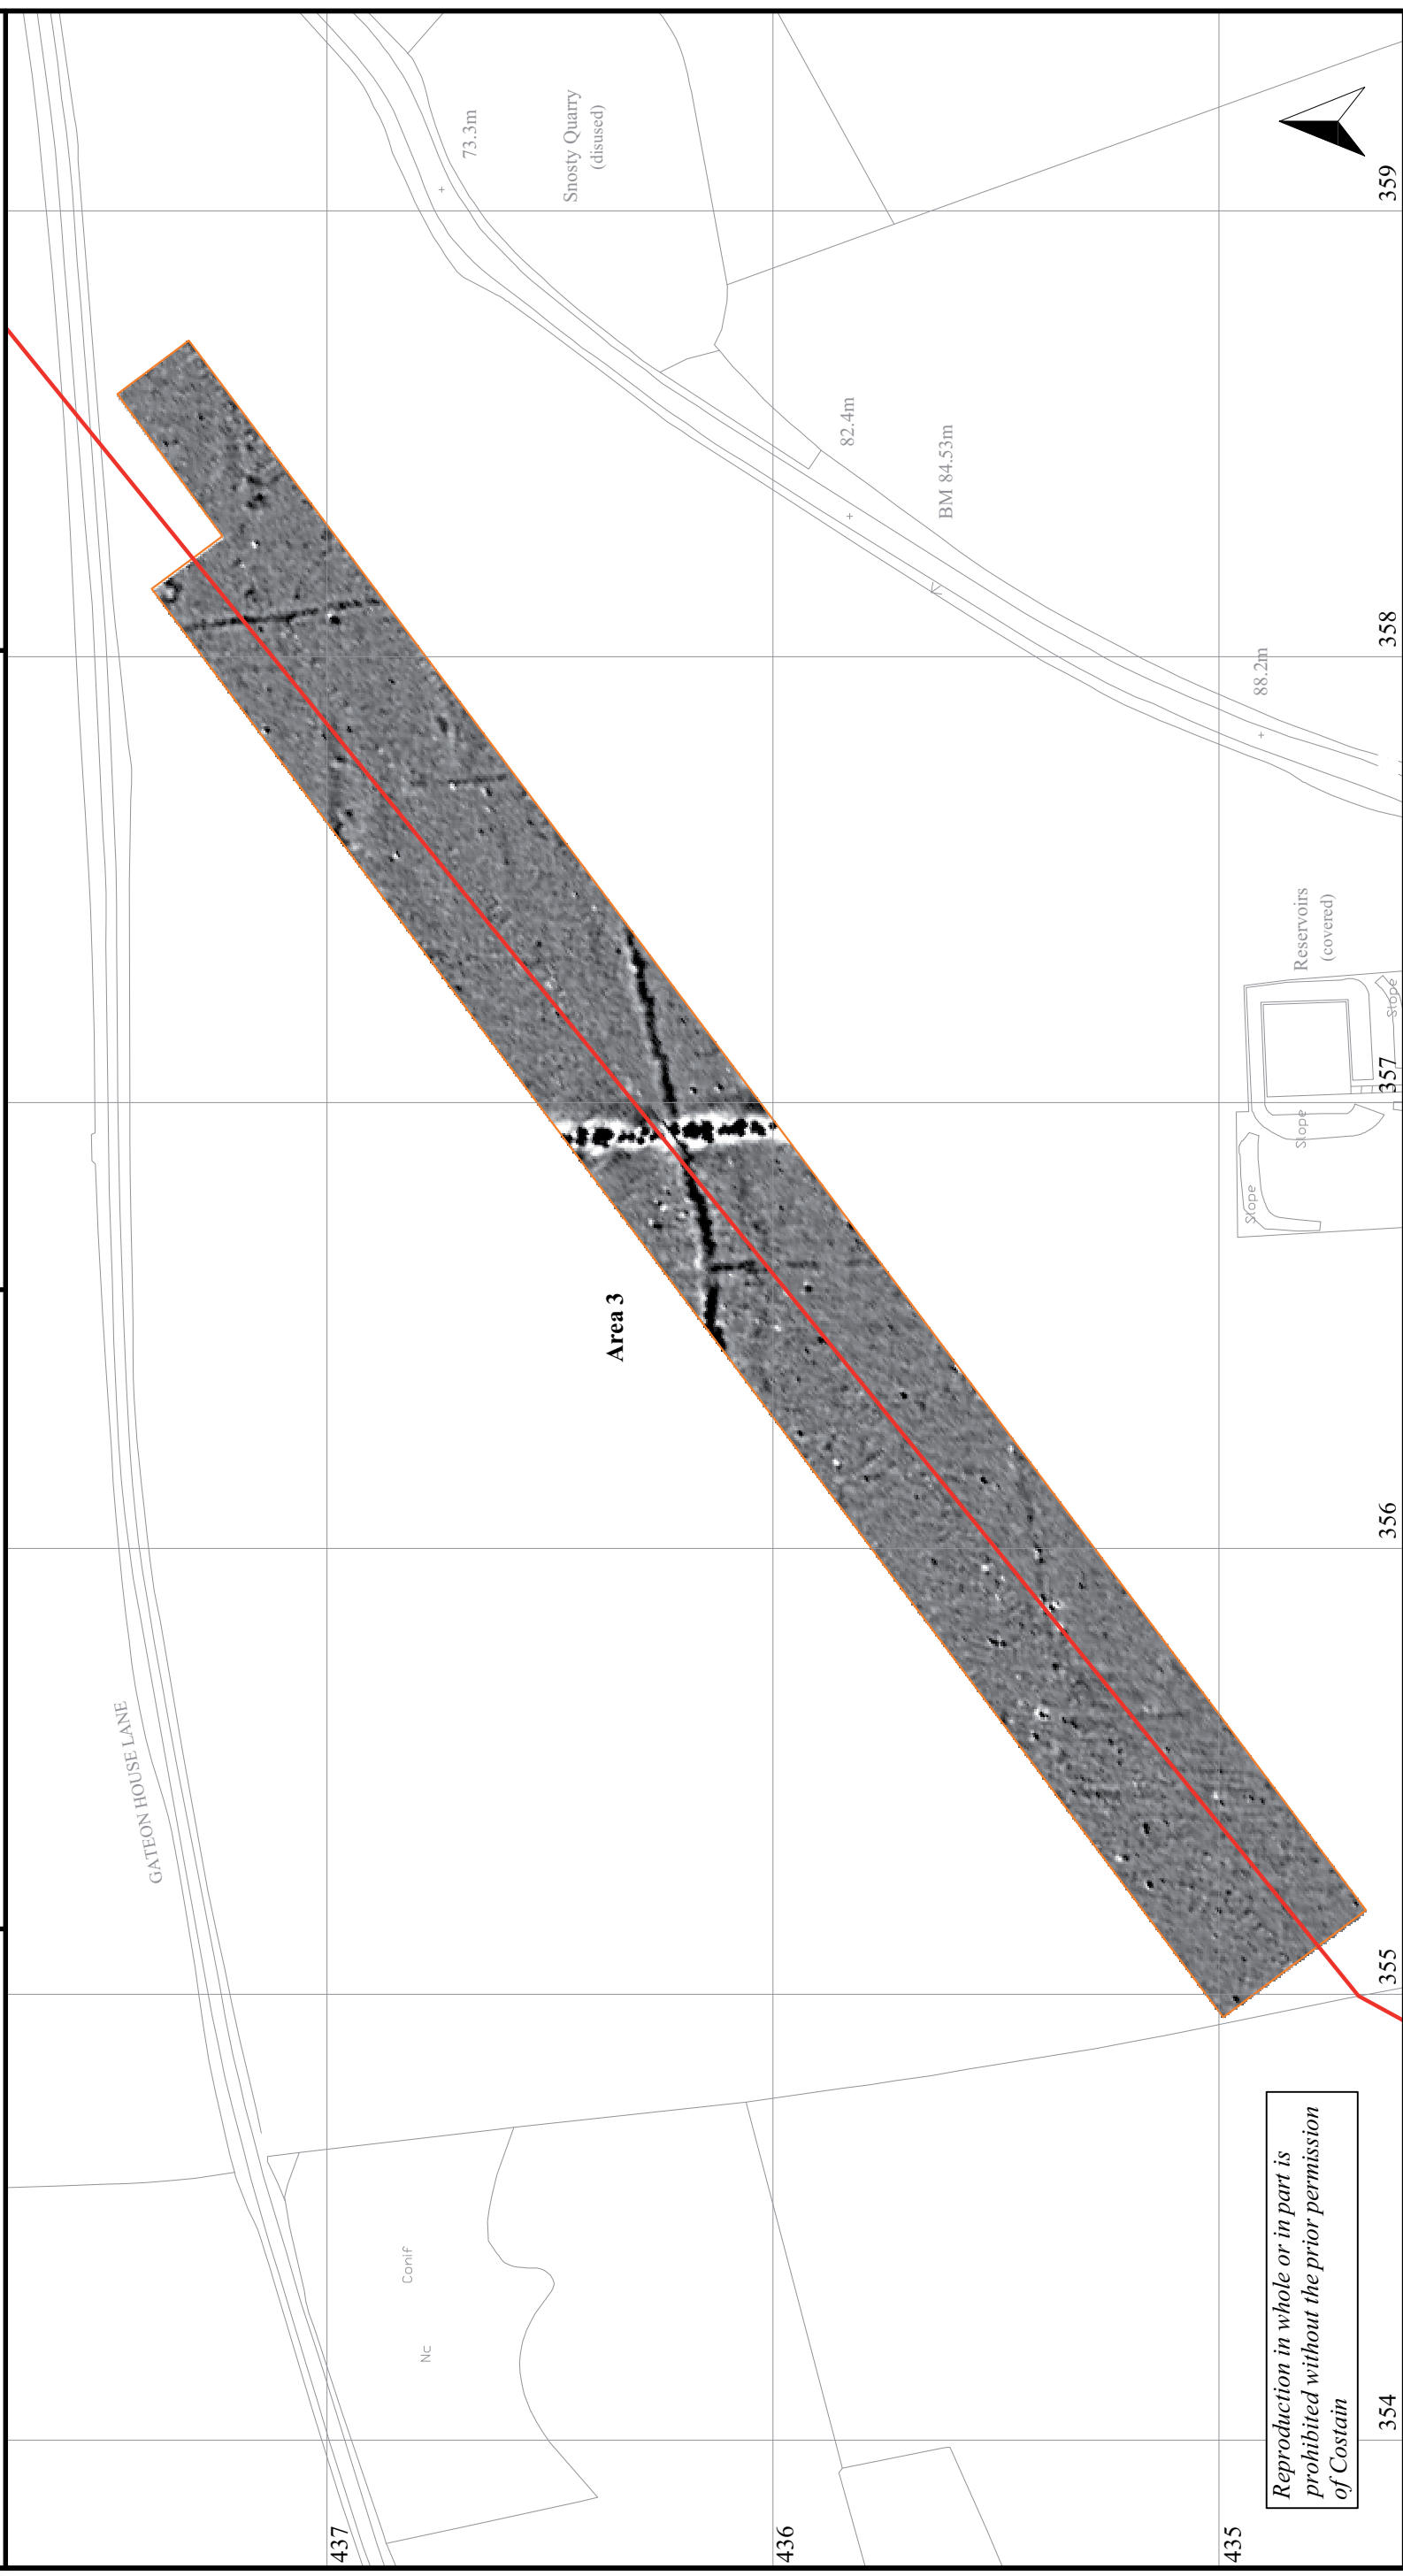 GATEON HOUSE LANE
Conif
Nc
437
436
435
354
355
356
357
358
359
Area 3
73.3m
Snosty Quarry
(disused)
82.4m
BM 84.53m
88.2m
Reservoirs
(covered)
Slope
Slope
Slope
Reproduction in whole or in part is
prohibited without the prior permission
of Costain